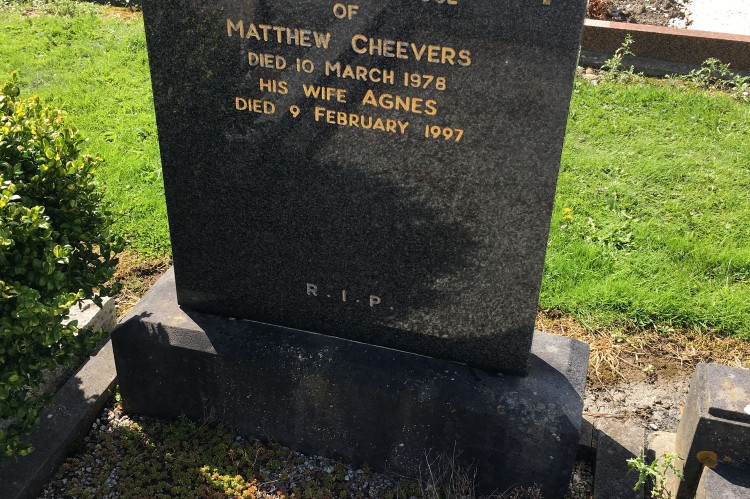 OF
MATTHEW CHEEVERS
DIED 10 MARCH 1978
HIS WIFE AGNES
DIED 9 FEBRUARY 1997
R.I.P.